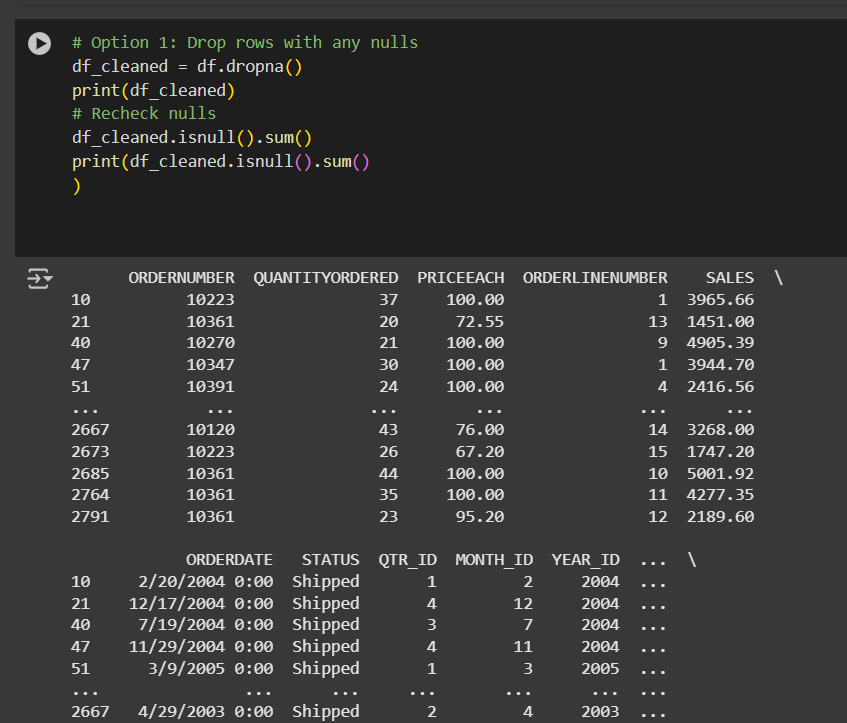 # Option 1: Drop rows with any nulls
df_cleaned = df.dropna()
print(df_cleaned)
# Recheck nulls
df_cleaned.isnull().sum()
print(df_cleaned.isnull().sum()
)
ORDERNUMBER QUANTITYORDERED PRICEEACH ORDERLINENUMBER SALES \
10 10223 37 100.00 1 3965.66
21 10361 20 72.55 13 1451.00
40 10270 21 100.00 9 4905.39
47 10347 30 100.00 1 3944.70
51 10391 24 100.00 4 2416.56
... ... ... ... ... ...
2667 10120 43 76.00 14 3268.00
2673 10223 26 67.20 15 1747.20
2685 10361 44 100.00 10 5001.92
2764 10361 35 100.00 11 4277.35
2791 10361 23 95.20 12 2189.60
ORDERDATE STATUS QTR_ID MONTH_ID YEAR_ID ... \
10 2/20/2004 0:00 Shipped 1 2 2004 ...
21 12/17/2004 0:00 Shipped 4 12 2004 ...
40 7/19/2004 0:00 Shipped 3 7 2004 ...
47 11/29/2004 0:00 Shipped 4 11 2004 ...
51 3/9/2005 0:00 Shipped 1 3 2005 ...
... ... ... ... ... ... ...
2667 4/29/2003 0:00 Shipped 2 4 2003 ...